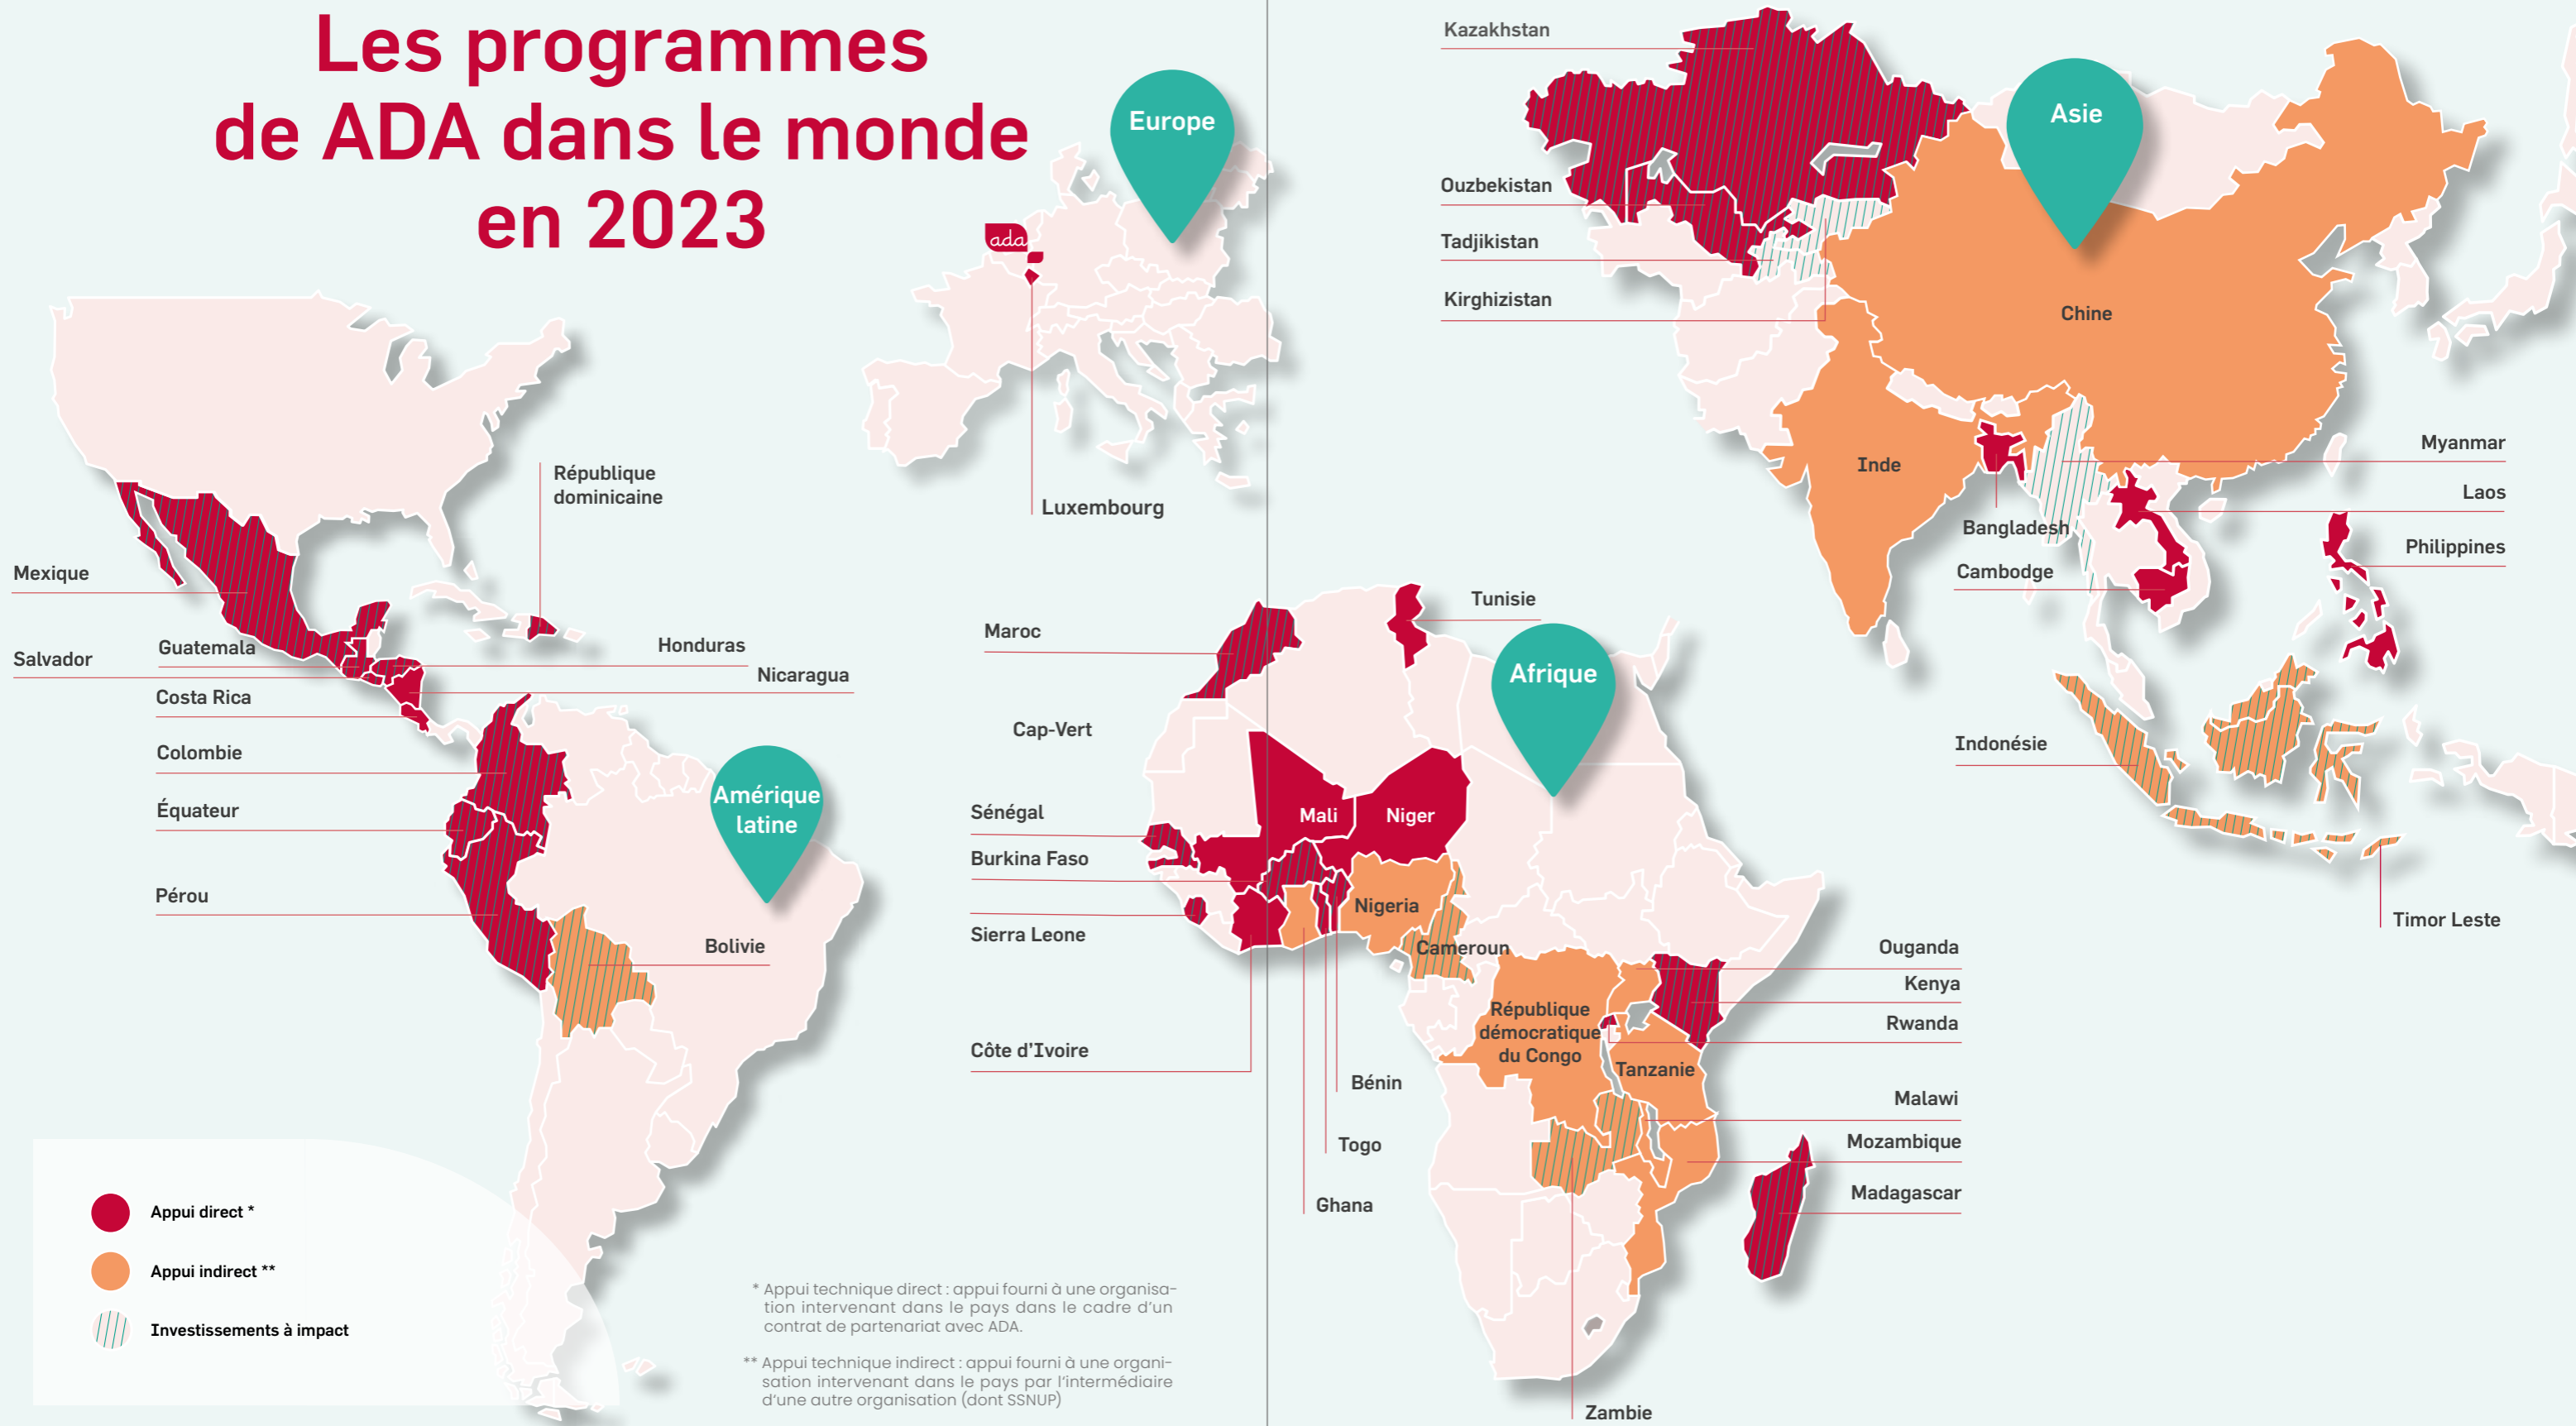 Les programmes
de ADA dans le monde
en 2023
Europe
ada
Luxembourg
République
dominicaine
Mexique
Guatemala
Salvador
Honduras
Nicaragua
Costa Rica
Colombie
Équateur
Pérou
Bolivie
Amérique
latine
Kazakhstan
Ouzbekistan
Tadjikistan
Kirghizistan
Asie
Chine
Inde
Bangladesh
Cambodge
Myanmar
Laos
Philippines
Indonésie
Timor Leste
Afrique
Maroc
Tunisie
Cap-Vert
Sénégal
Burkina Faso
Sierra Leone
Côte d'Ivoire
Mali
Niger
Nigeria
Cameroun
République
démocratique
du Congo
Tanzanie
Bénin
Togo
Ghana
Ouganda
Kenya
Rwanda
Malawi
Mozambique
Madagascar
Zambie
Appui direct *
Appui indirect **
Investissements à impact
* Appui technique direct : appui fourni à une organisa-
tion intervenant dans le pays dans le cadre d'un
contrat de partenariat avec ADA.
** Appui technique indirect : appui fourni à une organi-
sation intervenant dans le pays par l'intermédiaire
d'une autre organisation (dont SSNUP)